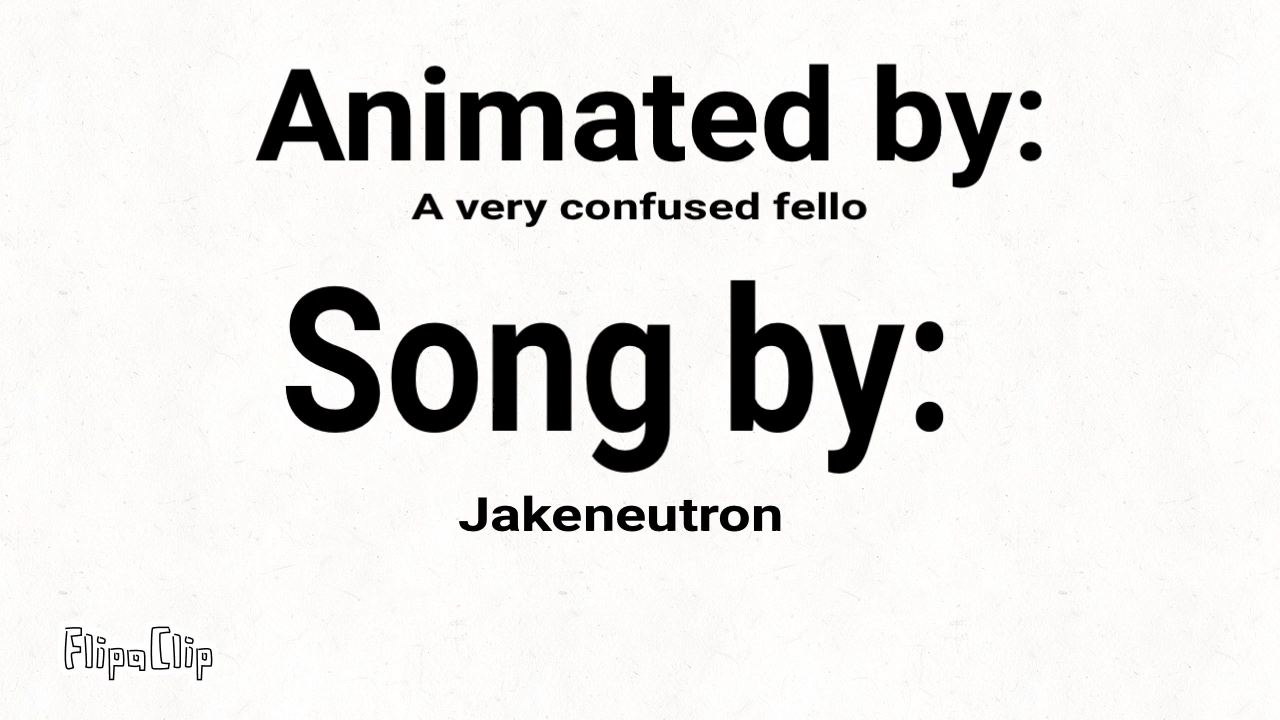 Animated by:
A very confused fello
Song by:
Jakeneutron
FlipaClip